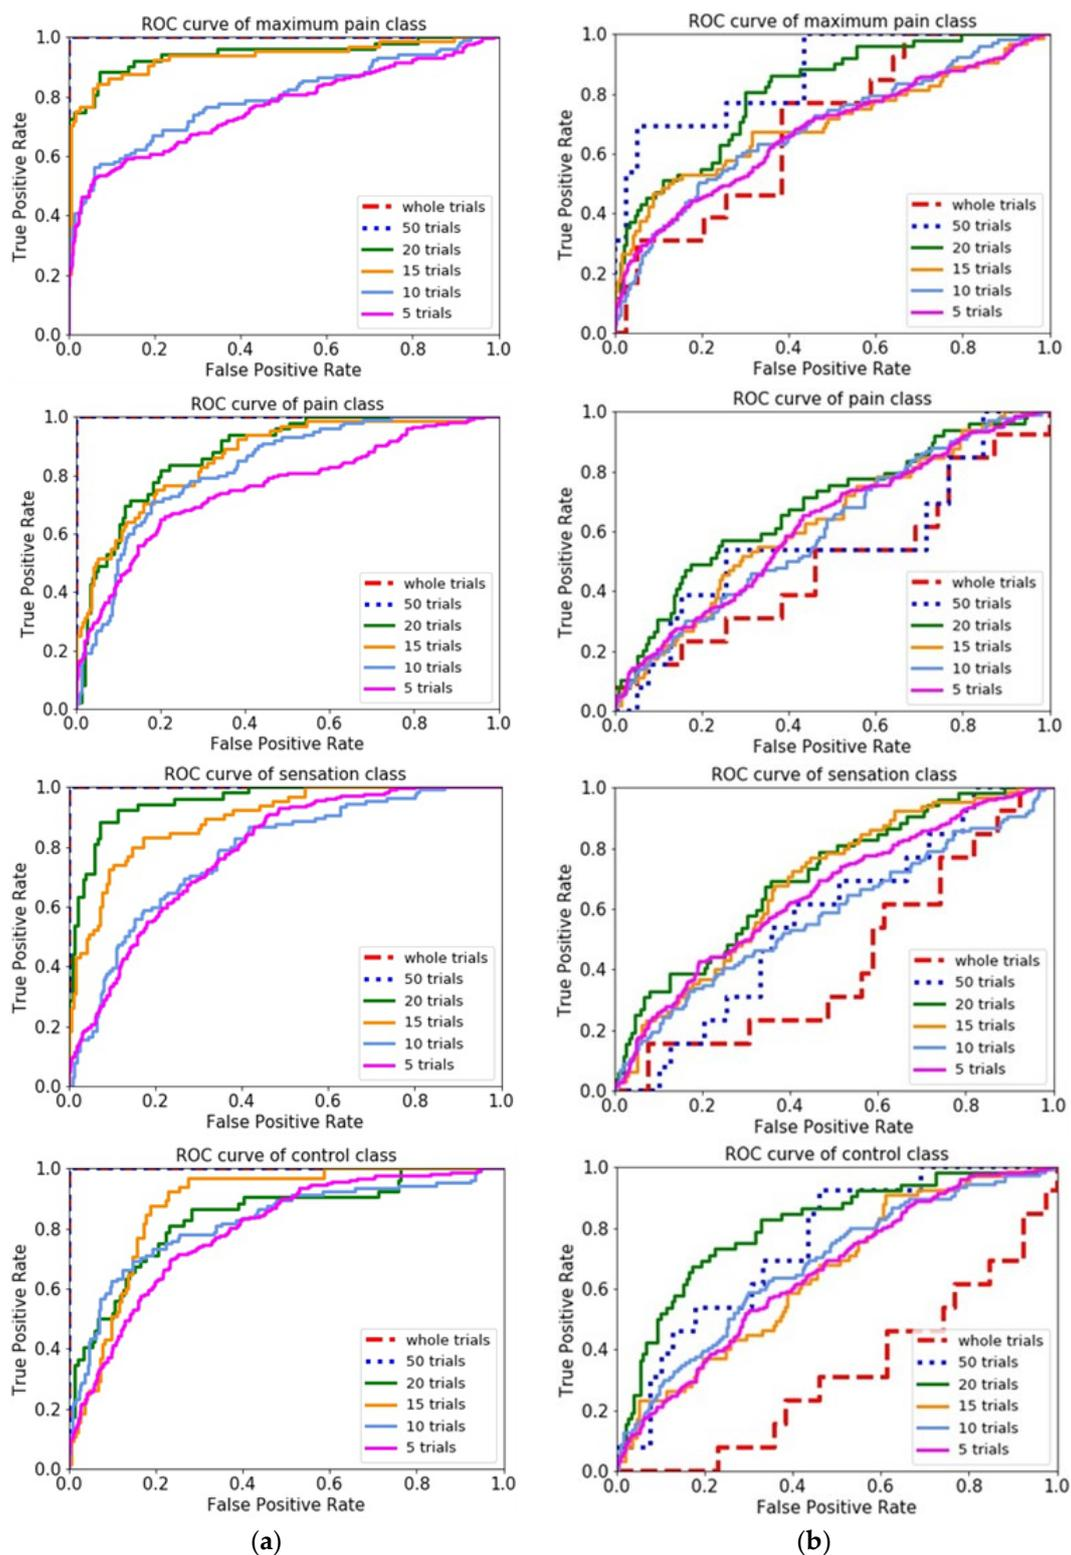 ROC curve of maximum pain class
1.0
0.8
0.6
0.4
0.2
0.0
True Positive Rate
whole trials
50 trials
20 trials
15 trials
10 trials
5 trials
0.0 0.2 0.4 0.6 0.8 1.0
False Positive Rate
ROC curve of maximum pain class
1.0
0.8
0.6
0.4
0.2
0.0
True Positive Rate
whole trials
50 trials
20 trials
15 trials
10 trials
5 trials
0.0 0.2 0.4 0.6 0.8 1.0
False Positive Rate
ROC curve of pain class
1.0
0.8
0.6
0.4
0.2
0.0
True Positive Rate
whole trials
50 trials
20 trials
15 trials
10 trials
5 trials
0.0 0.2 0.4 0.6 0.8 1.0
False Positive Rate
ROC curve of pain class
1.0
0.8
0.6
0.4
0.2
0.0
True Positive Rate
whole trials
50 trials
20 trials
15 trials
10 trials
5 trials
0.0 0.2 0.4 0.6 0.8 1.0
False Positive Rate
ROC curve of sensation class
1.0
0.8
0.6
0.4
0.2
0.0
True Positive Rate
whole trials
50 trials
20 trials
15 trials
10 trials
5 trials
0.0 0.2 0.4 0.6 0.8 1.0
False Positive Rate
ROC curve of sensation class
1.0
0.8
0.6
0.4
0.2
0.0
True Positive Rate
whole trials
50 trials
20 trials
15 trials
10 trials
5 trials
0.0 0.2 0.4 0.6 0.8 1.0
False Positive Rate
ROC curve of control class
1.0
0.8
0.6
0.4
0.2
0.0
True Positive Rate
whole trials
50 trials
20 trials
15 trials
10 trials
5 trials
0.0 0.2 0.4 0.6 0.8 1.0
False Positive Rate
ROC curve of control class
1.0
0.8
0.6
0.4
0.2
0.0
True Positive Rate
whole trials
50 trials
20 trials
15 trials
10 trials
5 trials
0.0 0.2 0.4 0.6 0.8 1.0
False Positive Rate
(a)
(b)